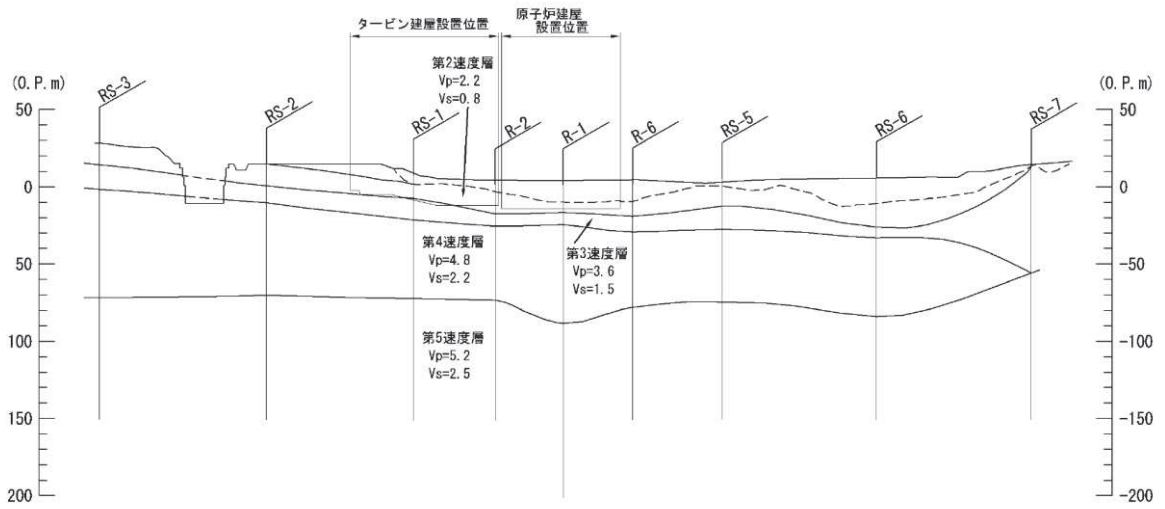 タービン建屋設置位置
原子炉建屋
設置位置
(O.P.m)
(O.P.m)
RS-3
RS-2
RS-1
R-2
R-1
R-6
RS-5
RS-6
RS-7
第2速度層
Vp=2.2
Vs=0.8
第4速度層
Vp=4.8
Vs=2.2
第3速度層
Vp=3.6
Vs=1.5
第5速度層
Vp=5.2
Vs=2.5
50
0
50
100
150
200
50
0
-50
-100
-150
-200